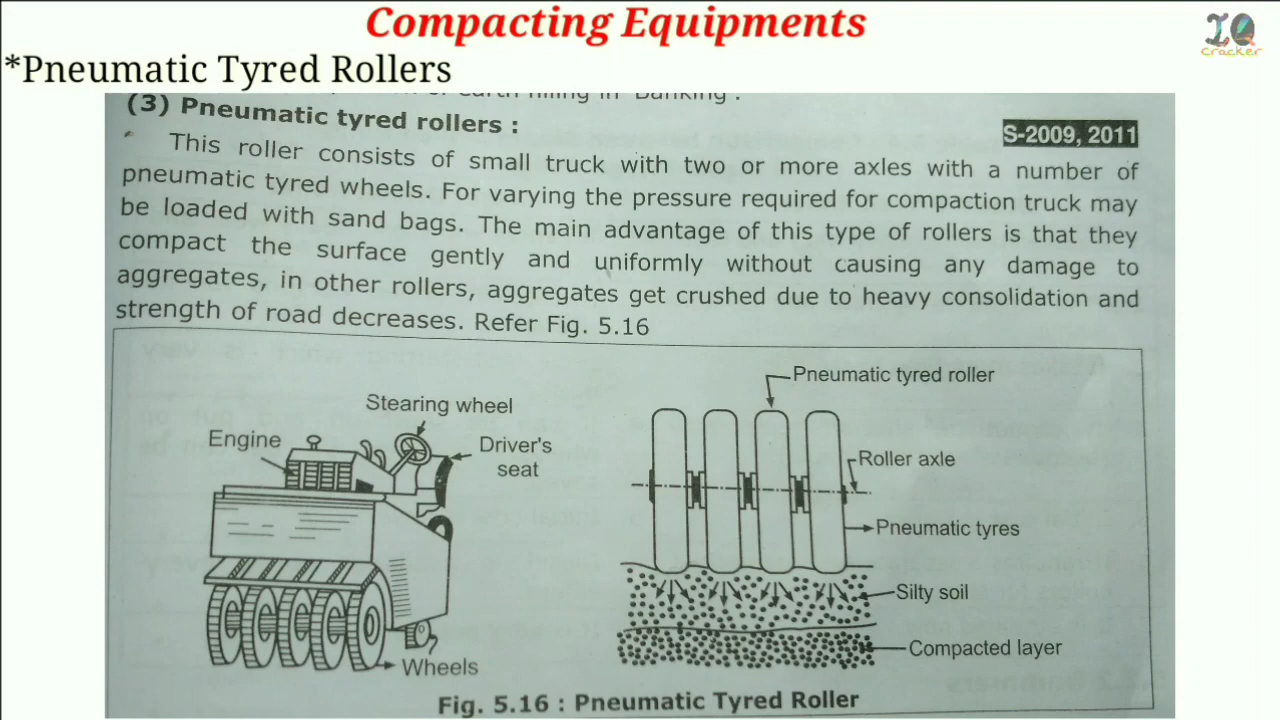 Compacting Equipments
IQ
cracker
*Pneumatic Tyred Rollers
(3) Pneumatic tyred rollers :
S-2009, 2011
This roller consists of small truck with two or more axles with a number of
pneumatic tyred wheels. For varying the pressure required for compaction truck may
be loaded with sand bags. The main advantage of this type of rollers is that they
compact the surface gently and uniformly without causing any damage to
aggregates, in other rollers, aggregates get crushed due to heavy consolidation and
strength of road decreases. Refer Fig. 5.16
Pneumatic tyred roller
Stearing wheel
Engine
Driver's
seat
Roller axle
Pneumatic tyres
Silty soil
Compacted layer
Wheels
Fig. 5.16 : Pneumatic Tyred Roller